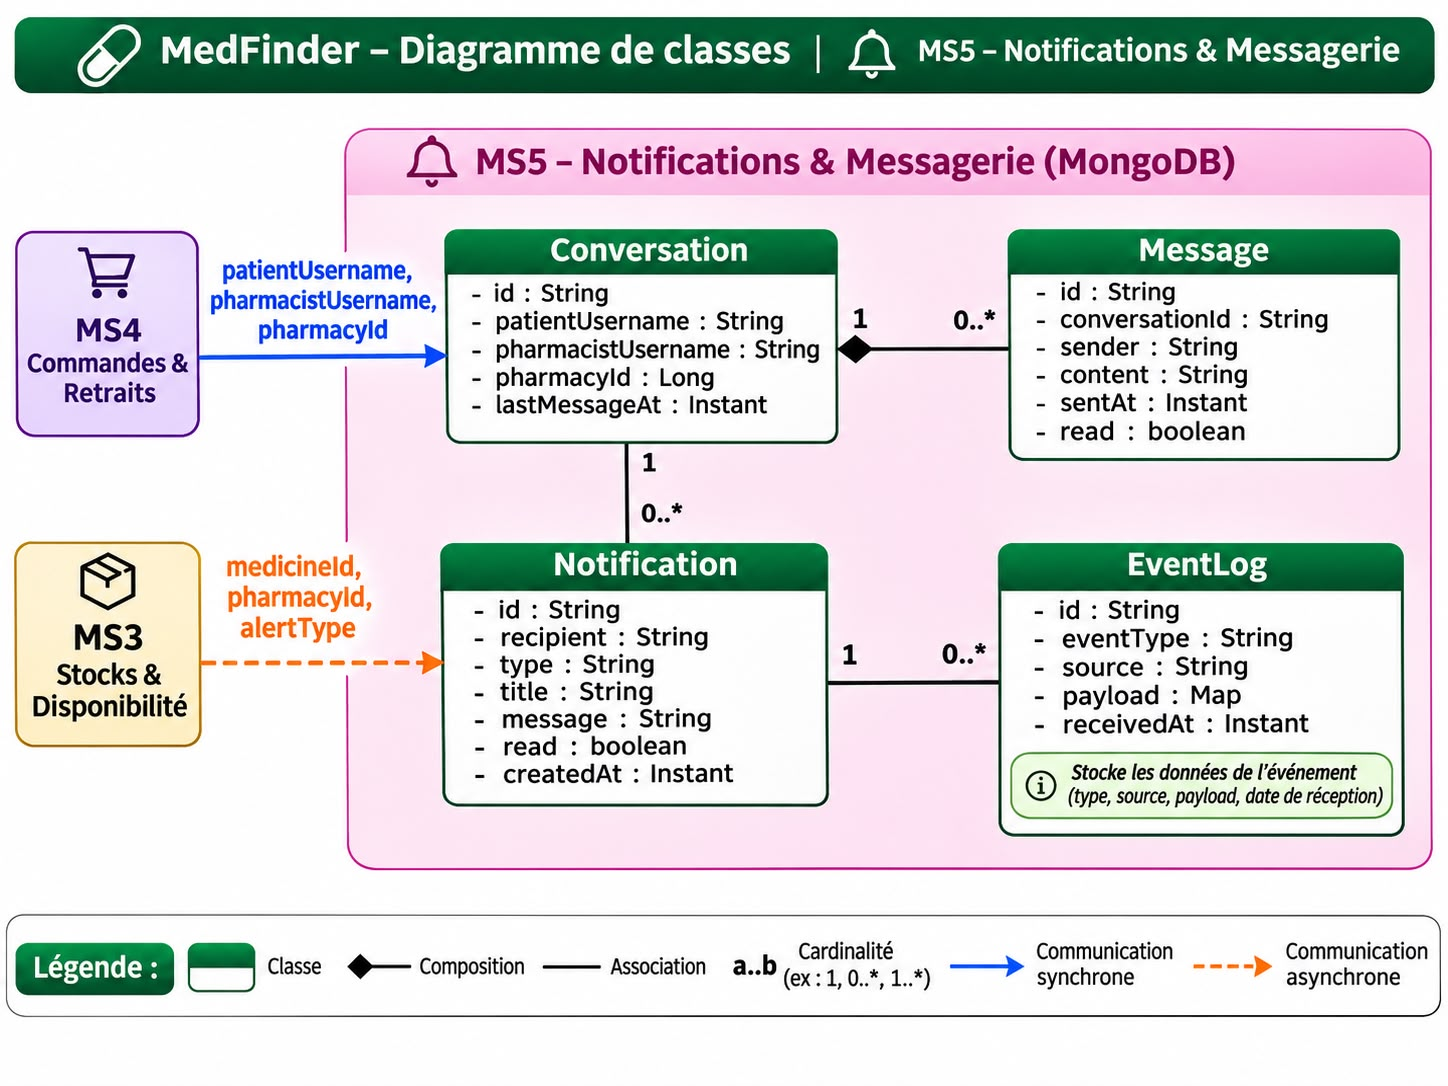 MedFinder – Diagramme de classes | MS5 – Notifications & Messagerie
MS5 – Notifications & Messagerie (MongoDB)
MS4
Commandes &
Retraits
patientUsername,
pharmacistUsername,
pharmacyId
Conversation
- id : String
- patientUsername : String
- pharmacistUsername : String
- pharmacyId : Long
- lastMessageAt : Instant
1
0..*
Message
- id : String
- conversationId : String
- sender : String
- content : String
- sentAt : Instant
- read : boolean
1
0..*
MS3
Stocks &
Disponibilité
medicineId,
pharmacyId,
alertType
Notification
- id : String
- recipient : String
- type : String
- title : String
- message : String
- read : boolean
- createdAt : Instant
1
0..*
EventLog
- id : String
- eventType : String
- source : String
- payload : Map
- receivedAt : Instant
Stocke les données de l'événement
(type, source, payload, date de réception)
Légende :
Classe
Composition
Association
a..b
Cardinalité
(ex : 1, 0..*, 1..*)
Communication
synchrone
Communication
asynchrone